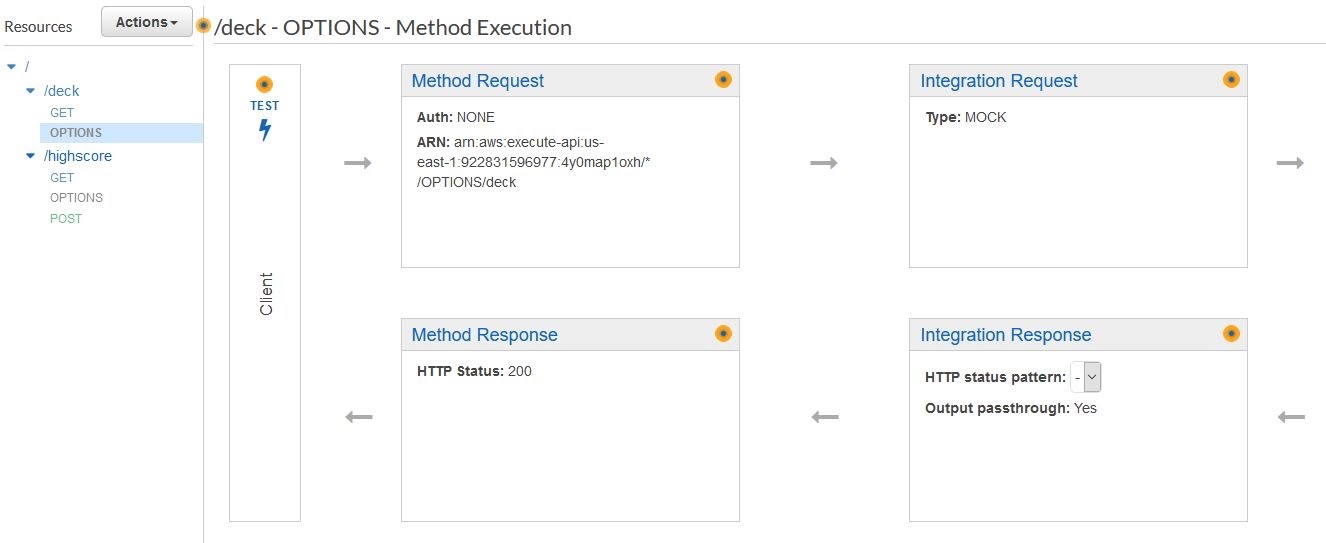 Resources
Actions
/
/deck
GET
OPTIONS
/highscore
GET
OPTIONS
POST
/deck - OPTIONS - Method Execution
TEST
Client
Method Request
Auth: NONE
ARN: arn:aws:execute-api:us-
east-1:922831596977:4y0map1oxh/*
/OPTIONS/deck
Integration Request
Type: MOCK
Method Response
HTTP Status: 200
Integration Response
HTTP status pattern: -
Output passthrough: Yes